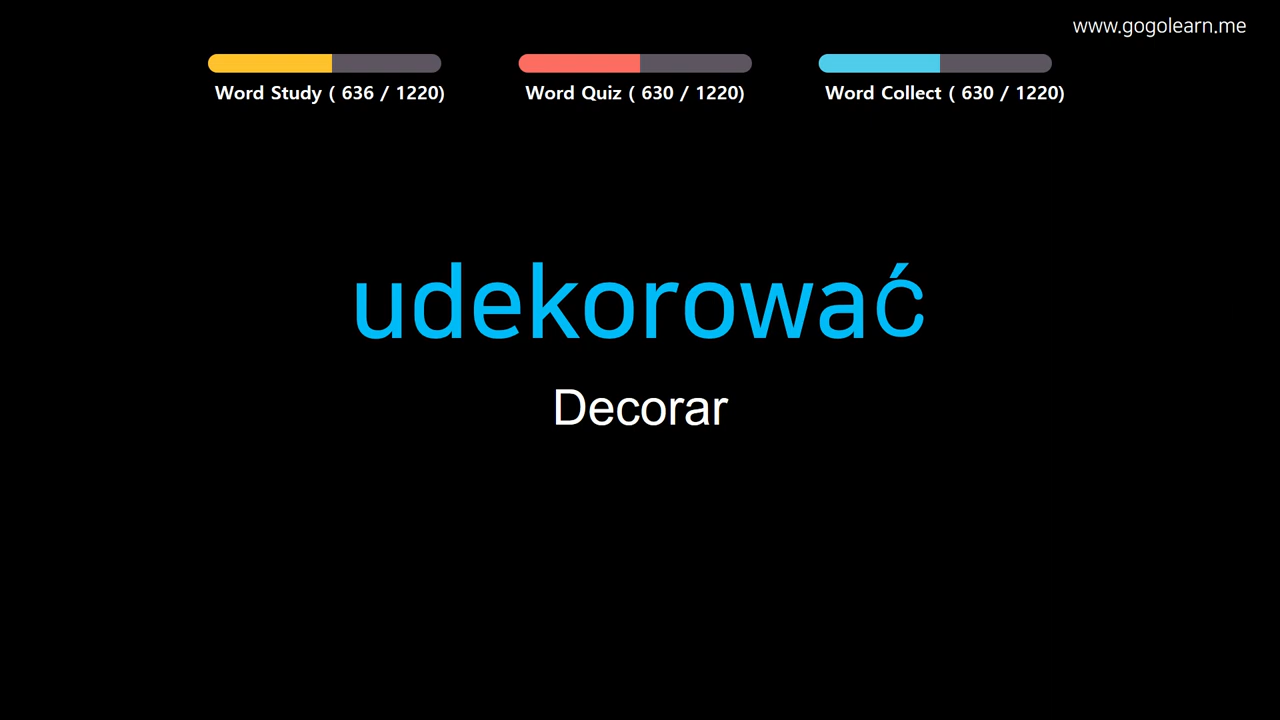 www.gogolearn.me
Word Study ( 636 / 1220)
Word Quiz ( 630 / 1220)
Word Collect ( 630 / 1220)
udekorować
Decorar